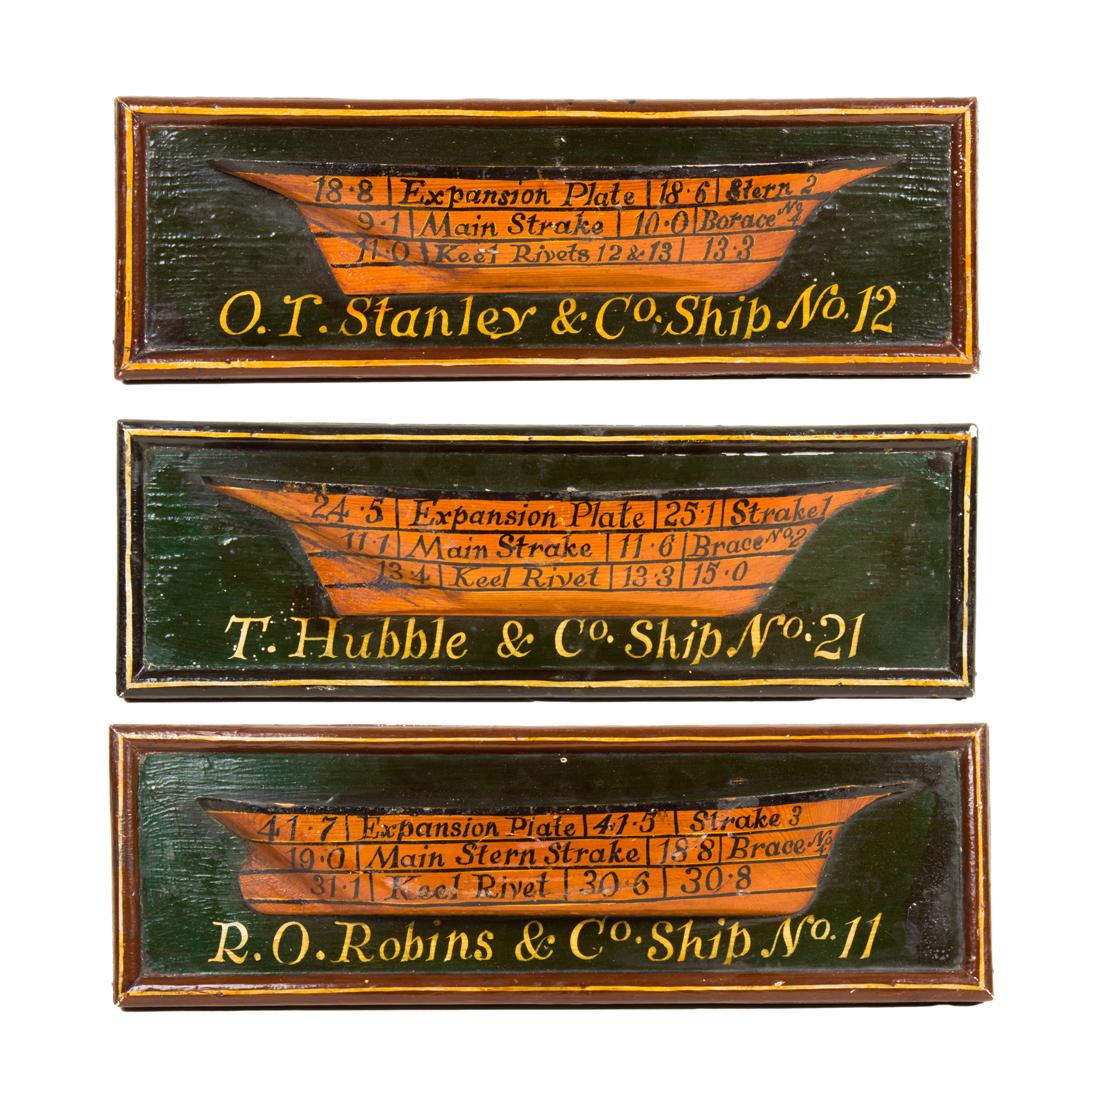 18·8 | Expansion Plate | 18·6 | Stern 2
9·1 | Main Strake | 10·0 | Borace No 4
11·0 | Keel Rivets 12 & 13 | 13·3
O. T. Stanley & Co. Ship No. 12
24·5 | Expansion Plate | 25·1 | Strake 1
11·1 | Main Strake | 11·6 | Brace No. 2
13·4 | Keel Rivet | 13·3 | 15·0
T. Hubble & Co. Ship No. 21
41·7 | Expansion Plate | 41·5 | Strake 3
19·0 | Main Stern Strake | 18·8 | Brace No
31·1 | Keel Rivet | 30·6 | 30·8
R. O. Robins & Co. Ship No. 11